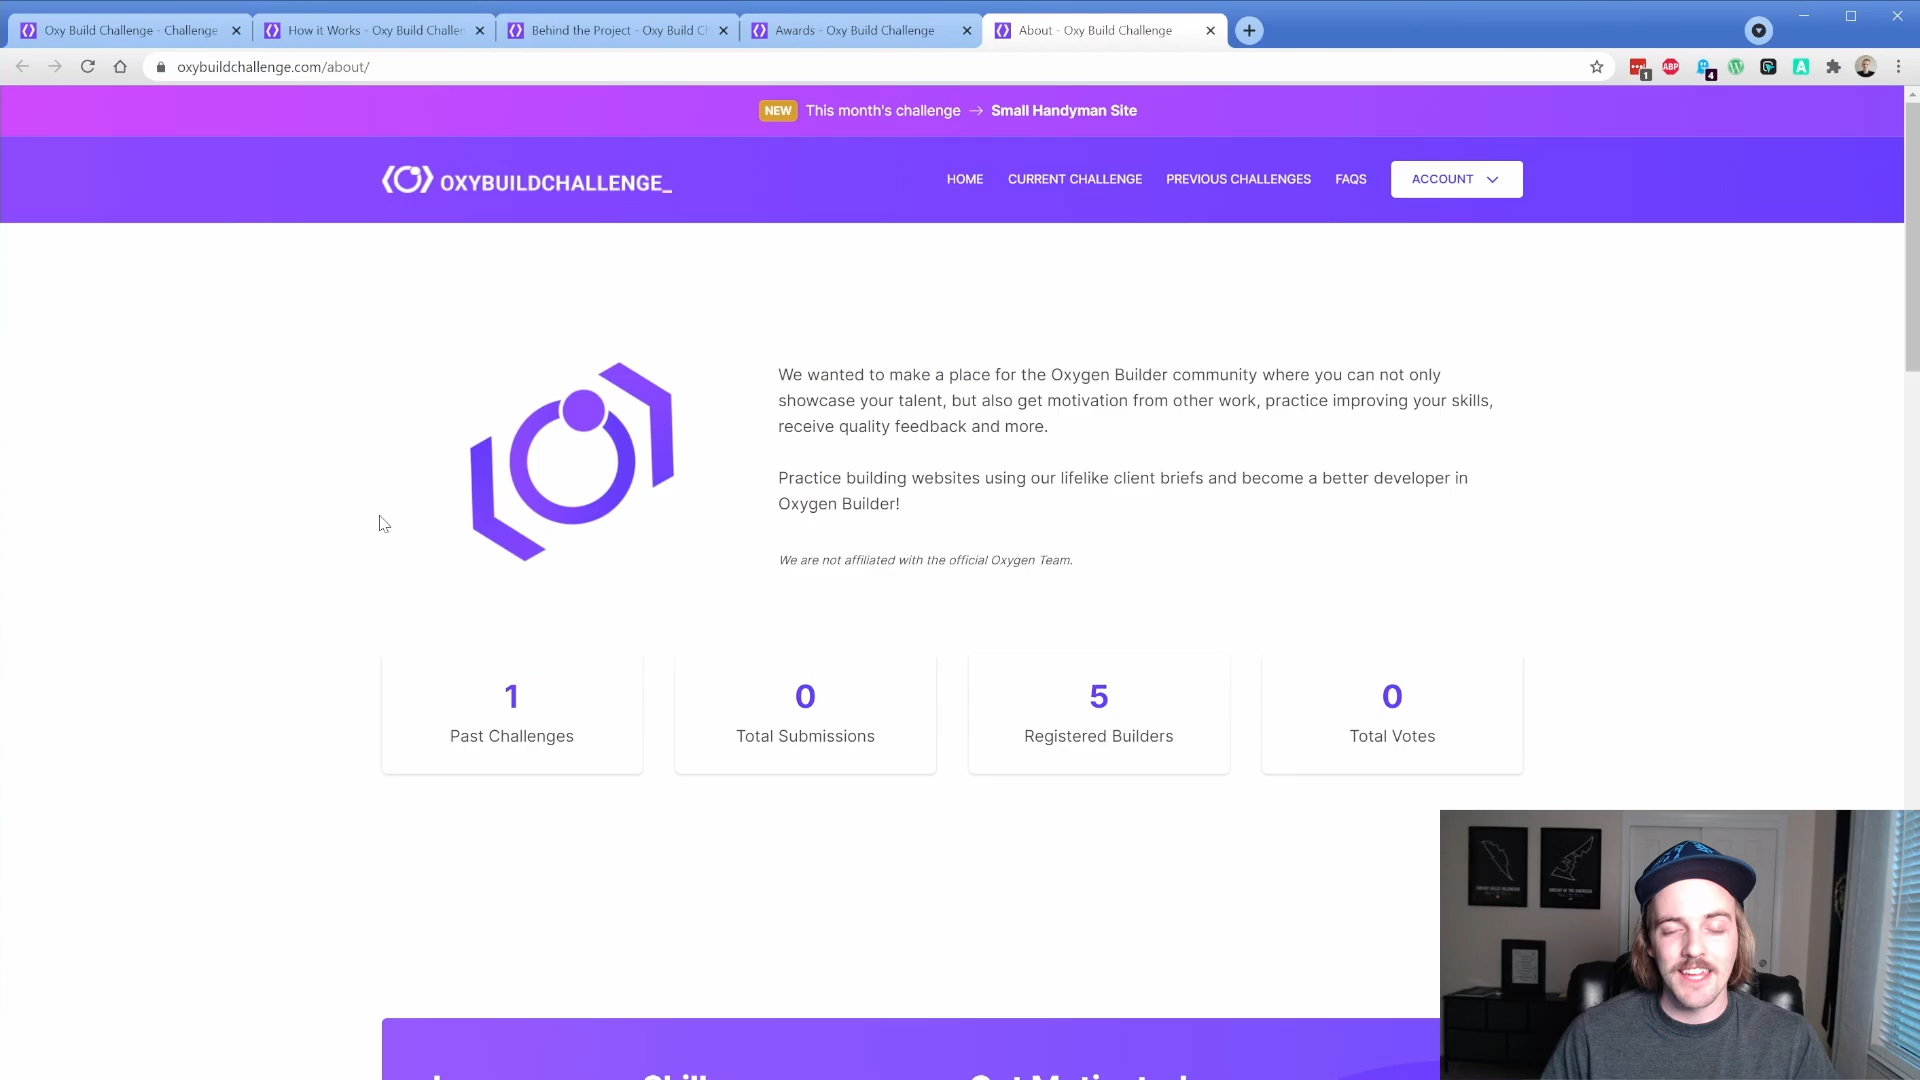 Oxy Build Challenge - Challenge
How it Works - Oxy Build Challen
Behind the Project - Oxy Build C
Awards - Oxy Build Challenge
About - Oxy Build Challenge
oxybuildchallenge.com/about/
1
ABP
4
NEW This month's challenge → Small Handyman Site
OXYBUILDCHALLENGE_
HOME
CURRENT CHALLENGE
PREVIOUS CHALLENGES
FAQS
ACCOUNT
We wanted to make a place for the Oxygen Builder community where you can not only
showcase your talent, but also get motivation from other work, practice improving your skills,
receive quality feedback and more.
Practice building websites using our lifelike client briefs and become a better developer in
Oxygen Builder!
We are not affiliated with the official Oxygen Team.
1
Past Challenges
0
Total Submissions
5
Registered Builders
0
Total Votes